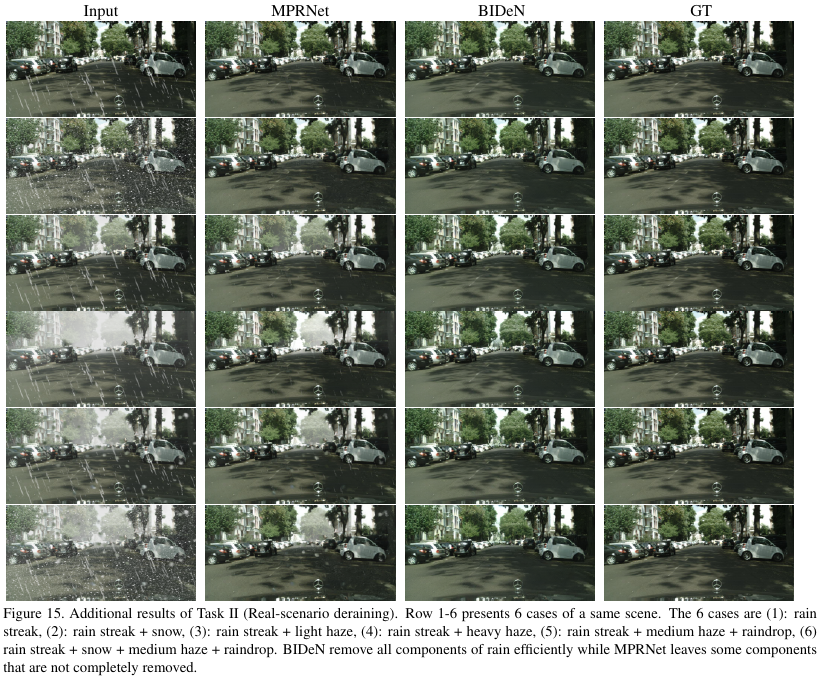 Input MPRNet BIDeN GT
Figure 15. Additional results of Task II (Real-scenario deraining). Row 1-6 presents 6 cases of a same scene. The 6 cases are (1): rain
streak, (2): rain streak + snow, (3): rain streak + light haze, (4): rain streak + heavy haze, (5): rain streak + medium haze + raindrop, (6)
rain streak + snow + medium haze + raindrop. BIDeN remove all components of rain efficiently while MPRNet leaves some components
that are not completely removed.